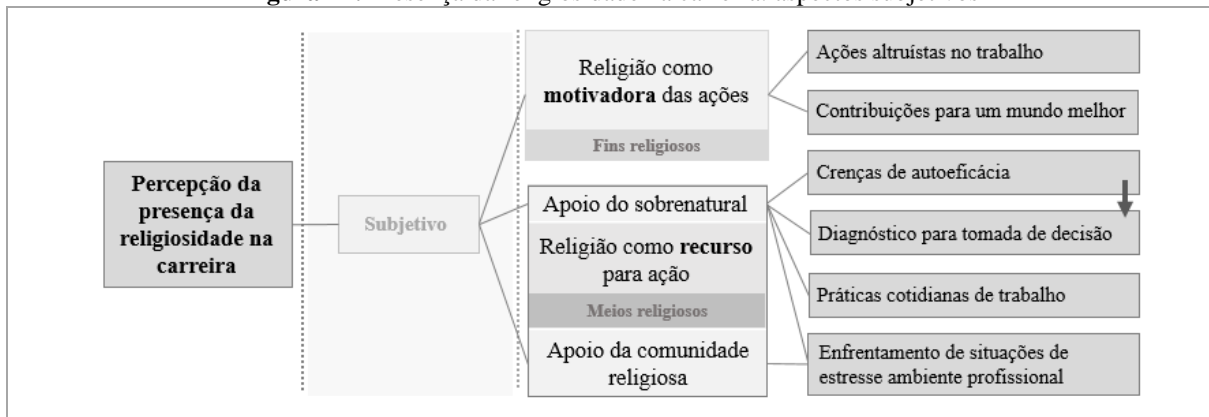 Percepção da
presença da
religiosidade na
carreira
Subjetivo
Religião como
motivadora das ações
Fins religiosos
Apoio do sobrenatural
Religião como recurso
para ação
Meios religiosos
Apoio da comunidade
religiosa
Ações altruístas no trabalho
Contribuições para um mundo melhor
Crenças de autoeficácia
Diagnóstico para tomada de decisão
Práticas cotidianas de trabalho
Enfrentamento de situações de
estresse ambiente profissional